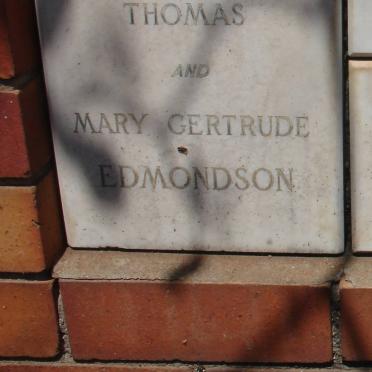 THOMAS
AND
MARY GERTRUDE
EDMONDSON